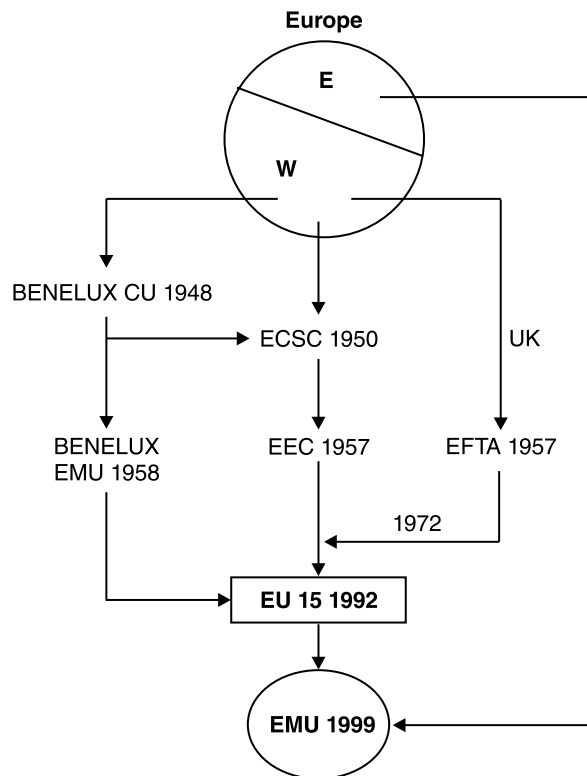 Europe
E
W
BENELUX CU 1948
ECSC 1950
UK
BENELUX
EMU 1958
EEC 1957
EFTA 1957
1972
EU 15 1992
EMU 1999